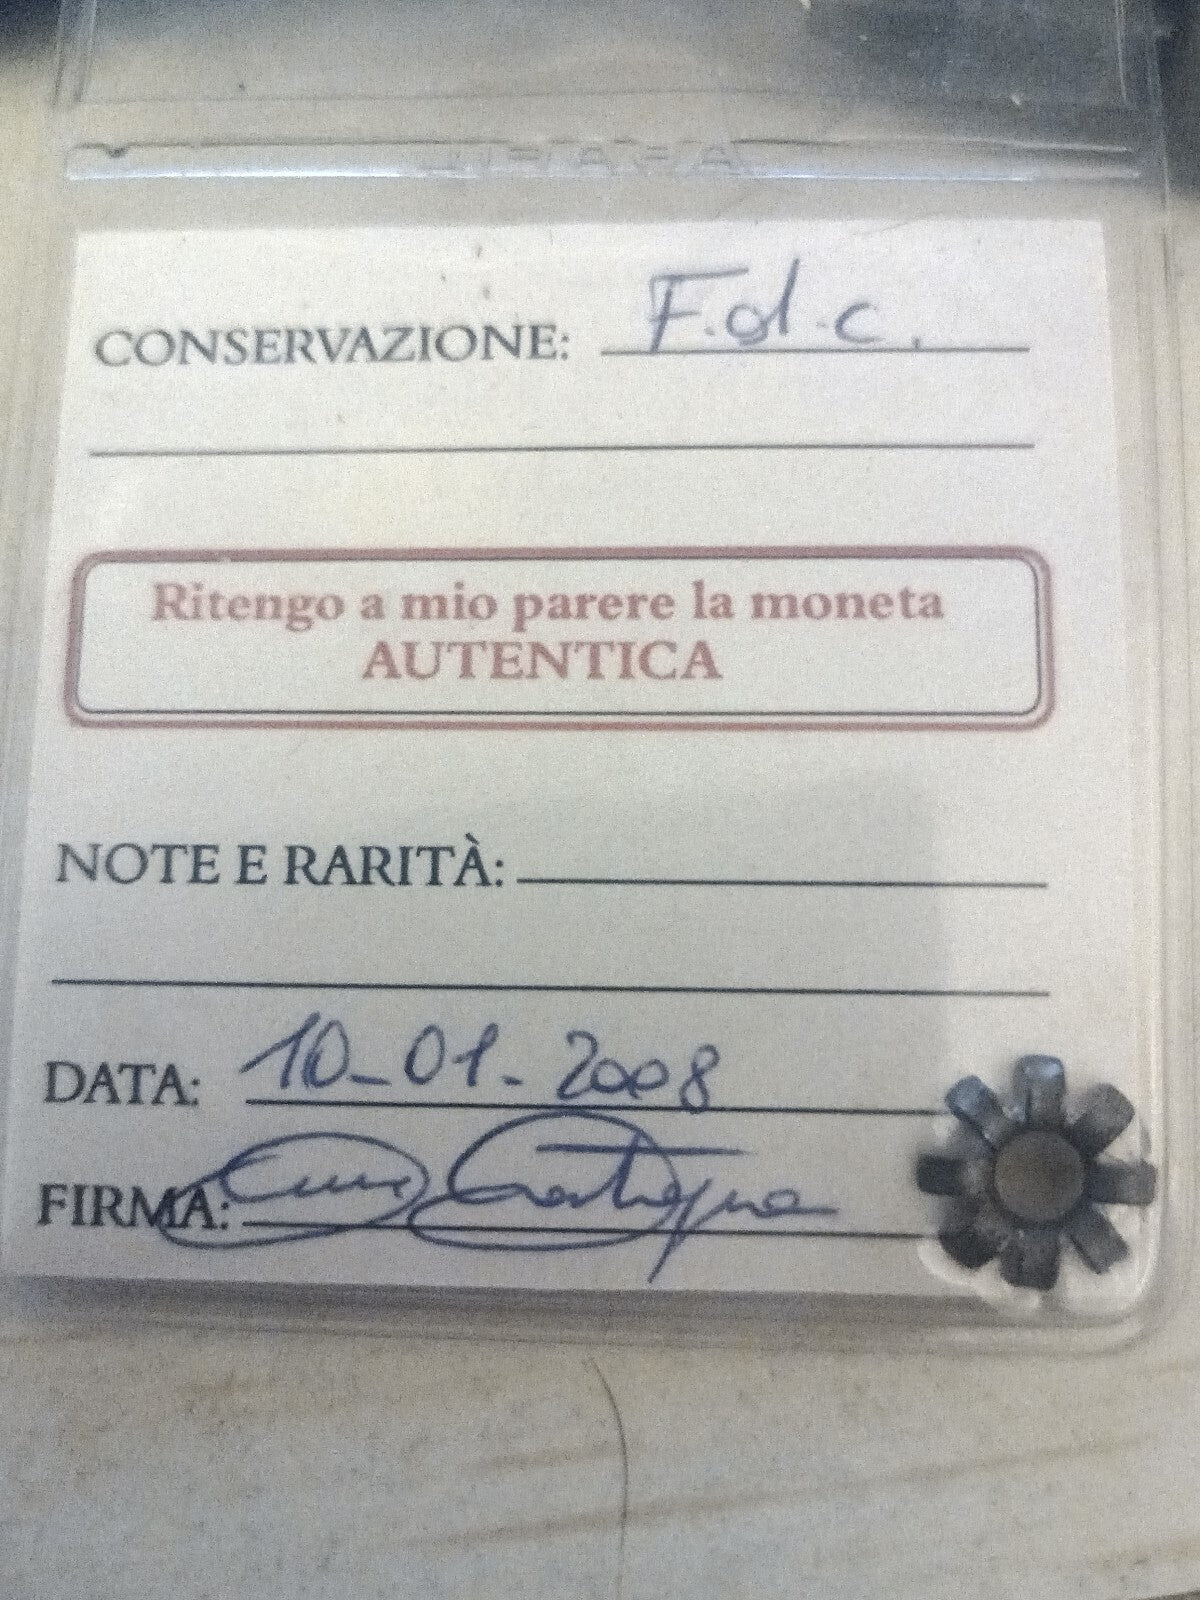 CONSERVAZIONE: F.d.c.
Ritengo a mio parere la moneta
AUTENTICA
NOTE E RARITÀ:
DATA: 10-01-2008
FIRMA: